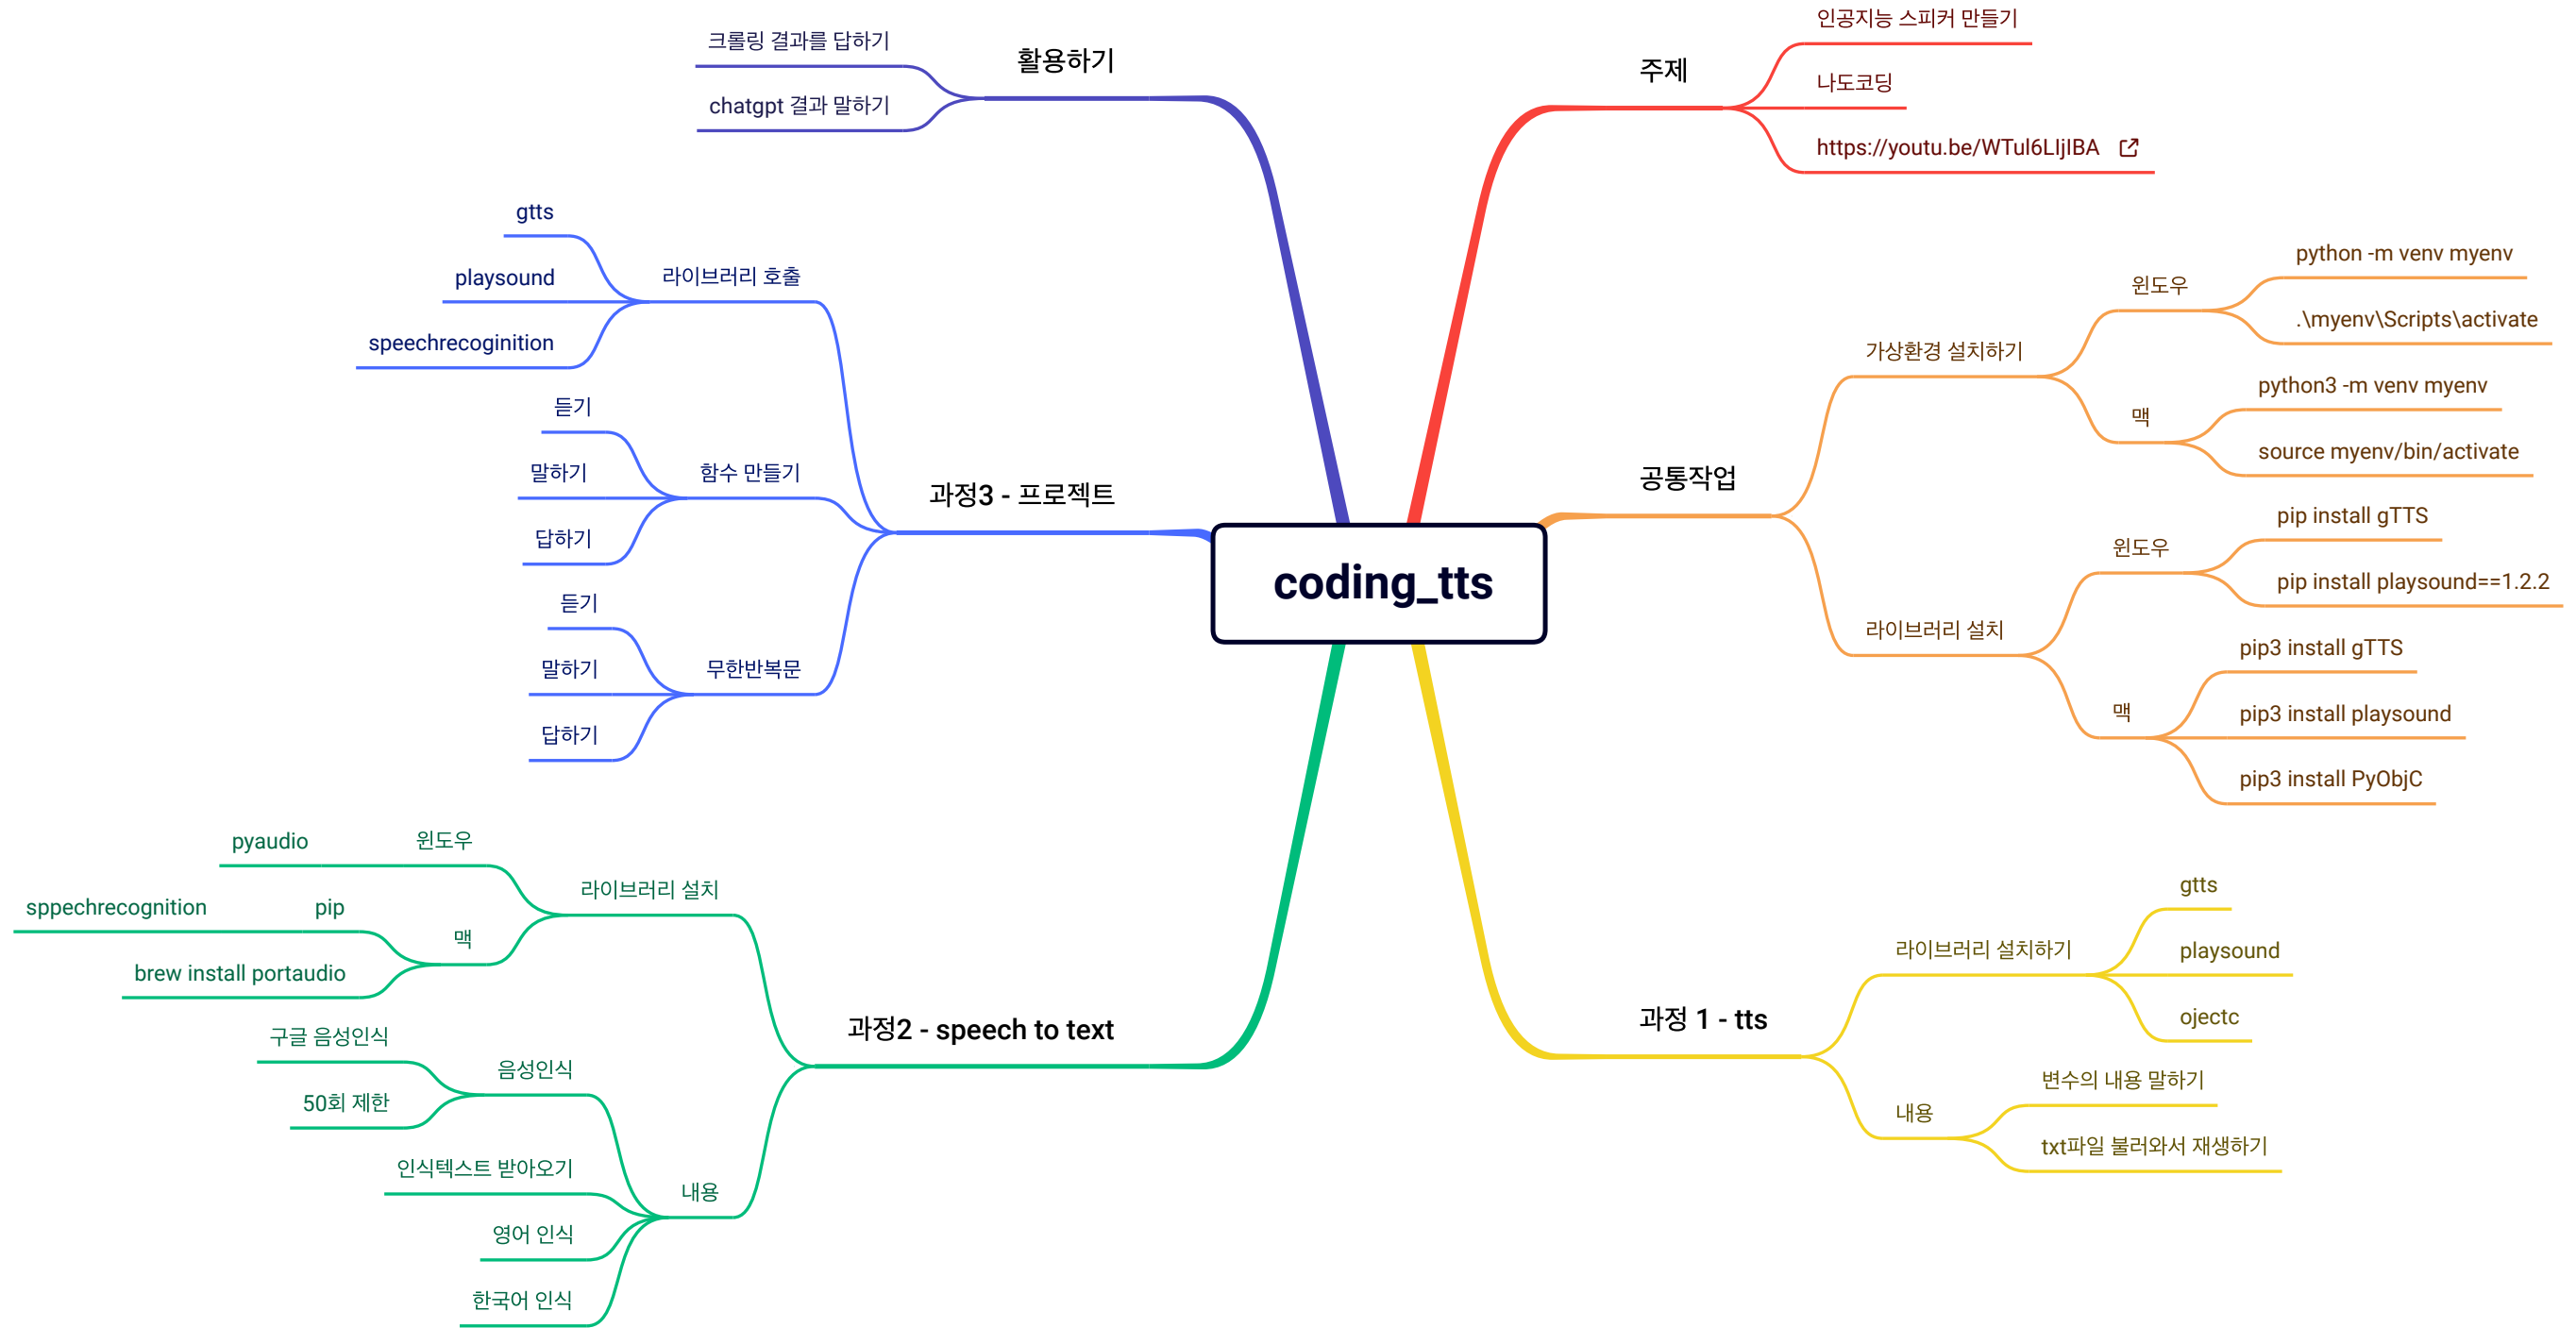 coding_tts
주제
인공지능 스피커 만들기
나도코딩
https://youtu.be/WTul6LIjIBA
공통작업
가상환경 설치하기
윈도우
python -m venv myenv
.\myenv\Scripts\activate
맥
python3 -m venv myenv
source myenv/bin/activate
라이브러리 설치
윈도우
pip install gTTS
pip install playsound==1.2.2
맥
pip3 install gTTS
pip3 install playsound
pip3 install PyObjC
과정 1 - tts
라이브러리 설치하기
gtts
playsound
ojectc
내용
변수의 내용 말하기
txt파일 불러와서 재생하기
과정2 - speech to text
라이브러리 설치
윈도우
pyaudio
맥
pip
sppechrecognition
brew install portaudio
내용
음성인식
구글 음성인식
50회 제한
인식텍스트 받아오기
영어 인식
한국어 인식
과정3 - 프로젝트
라이브러리 호출
gtts
playsound
speechrecoginition
함수 만들기
듣기
말하기
답하기
무한반복문
듣기
말하기
답하기
활용하기
크롤링 결과를 답하기
chatgpt 결과 말하기